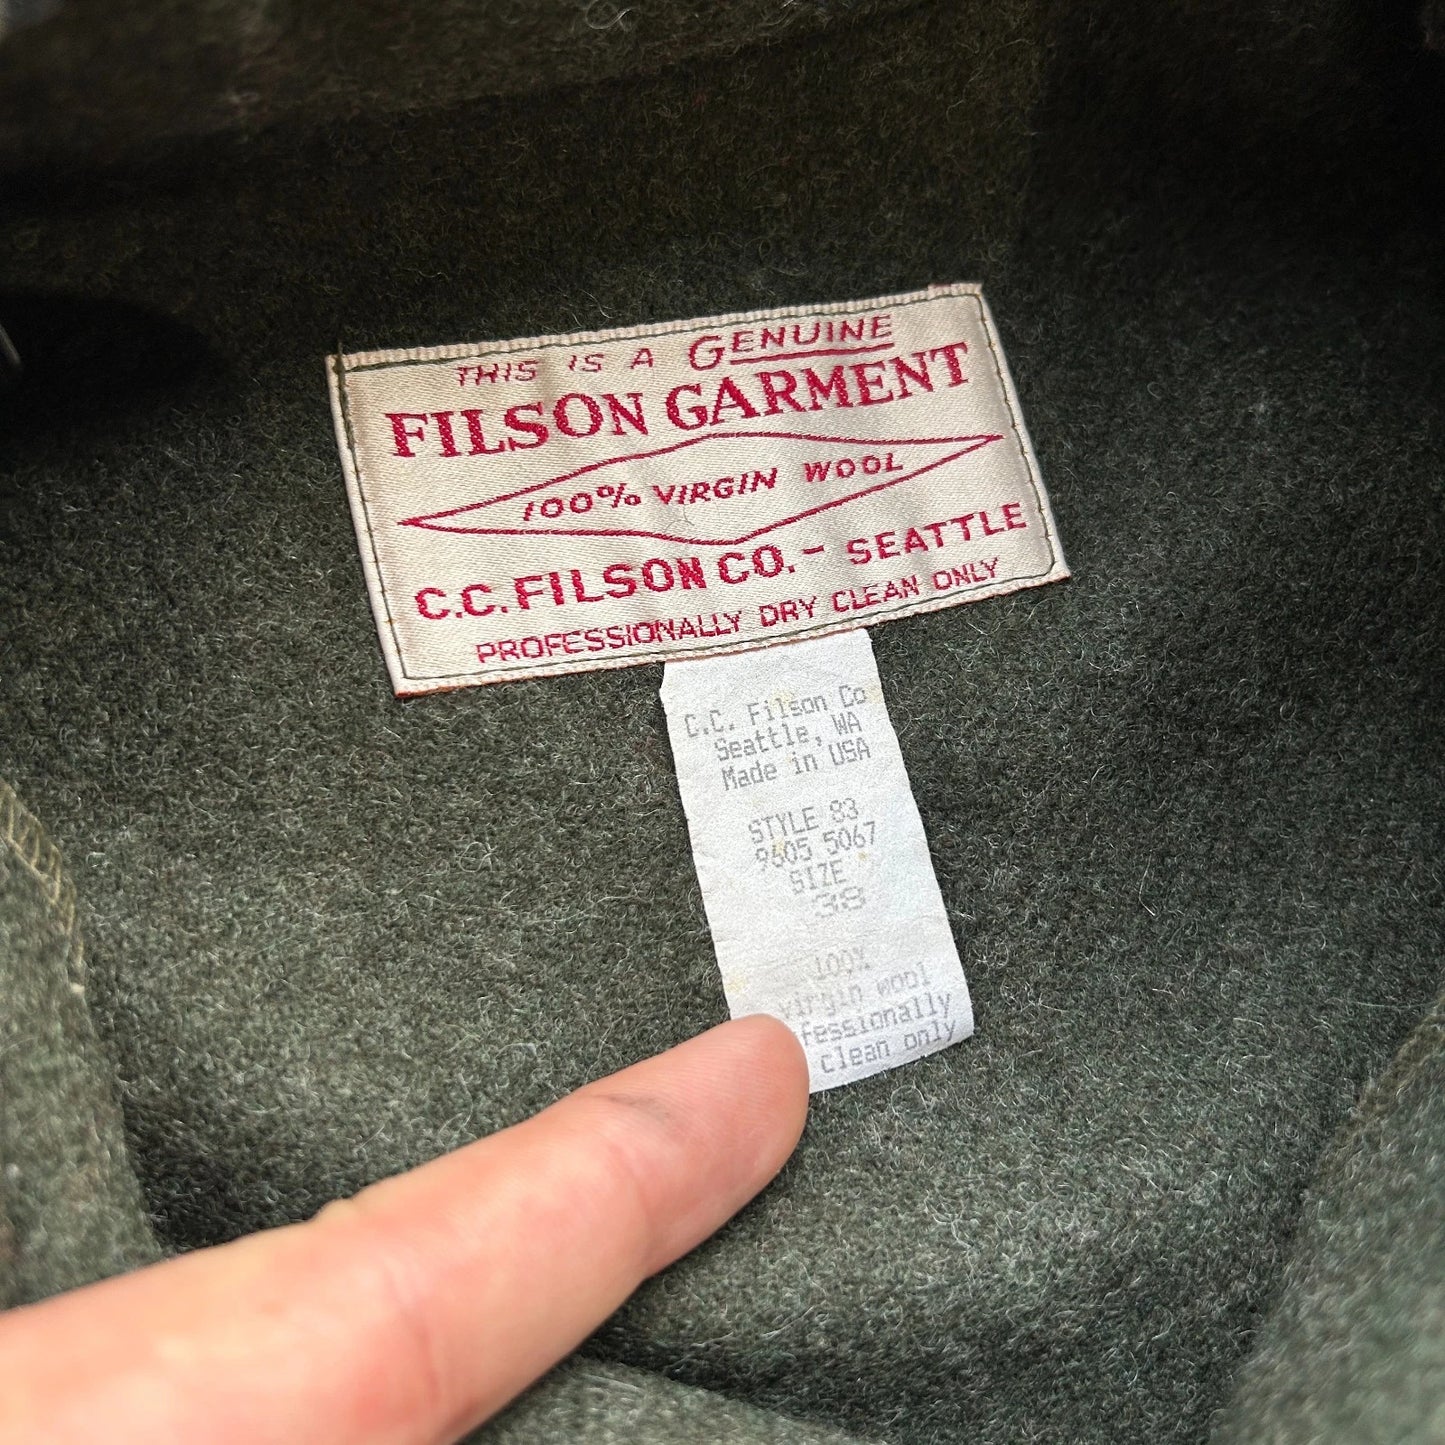 THIS IS A GENUINE
FILSON GARMENT
100% VIRGIN WOOL
C.C. FILSON CO. - SEATTLE
PROFESSIONALLY DRY CLEAN ONLY
C.C. Filson Co
Seattle, WA
Made in USA
STYLE 83
9605 5067
SIZE
38
100%
virgin wool
fessionally
clean only